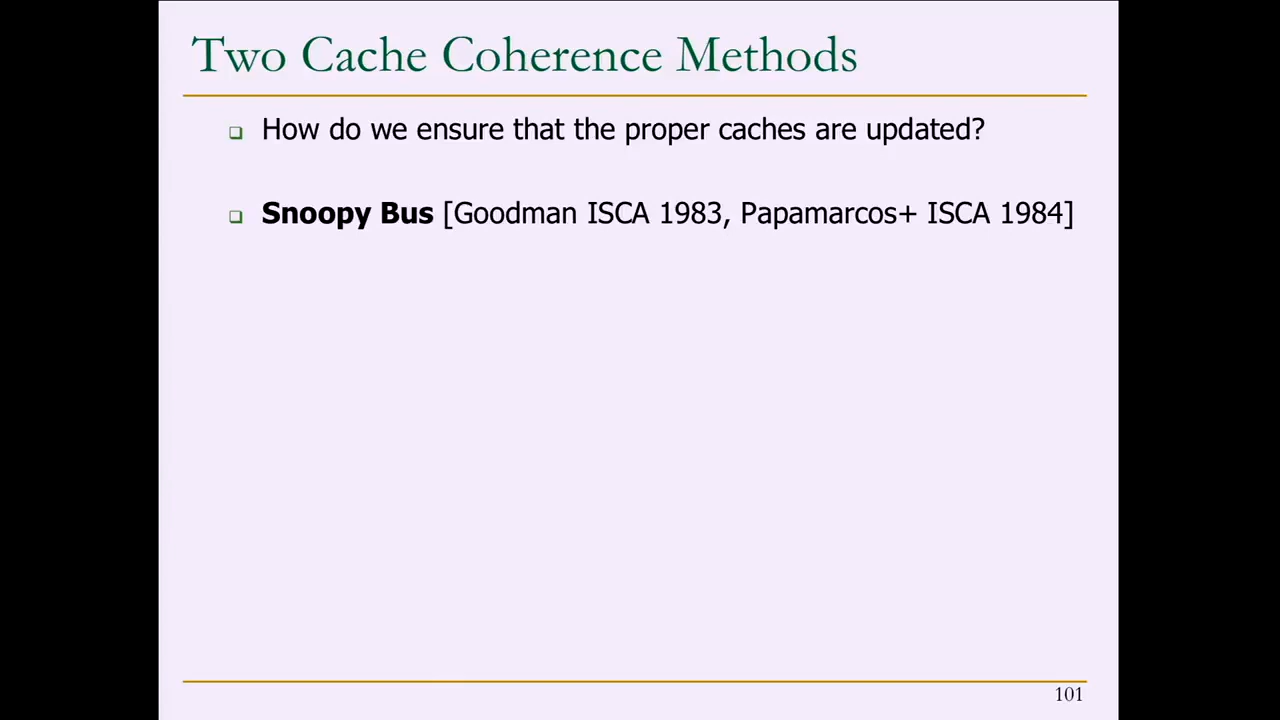 Two Cache Coherence Methods
How do we ensure that the proper caches are updated?
Snoopy Bus [Goodman ISCA 1983, Papamarcos+ ISCA 1984]
101